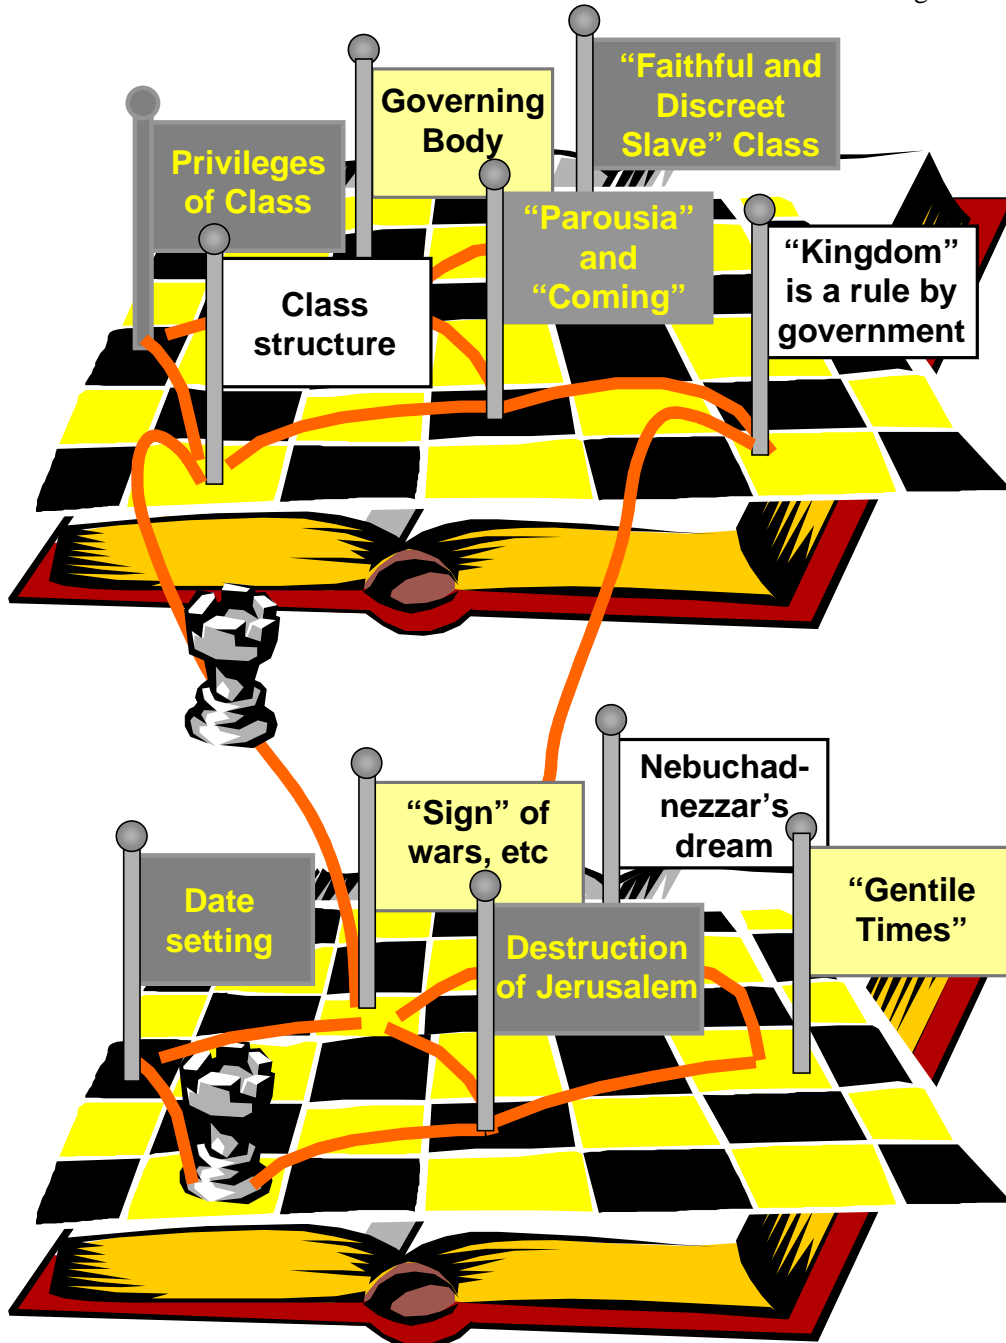 “Faithful and
Discreet
Slave” Class
Governing
Body
Privileges
of Class
“Parousia”
and
“Coming”
“Kingdom”
is a rule by
government
Class
structure
Nebuchad-
nezzar’s
dream
“Sign” of
wars, etc
“Gentile
Times”
Date
setting
Destruction
of Jerusalem